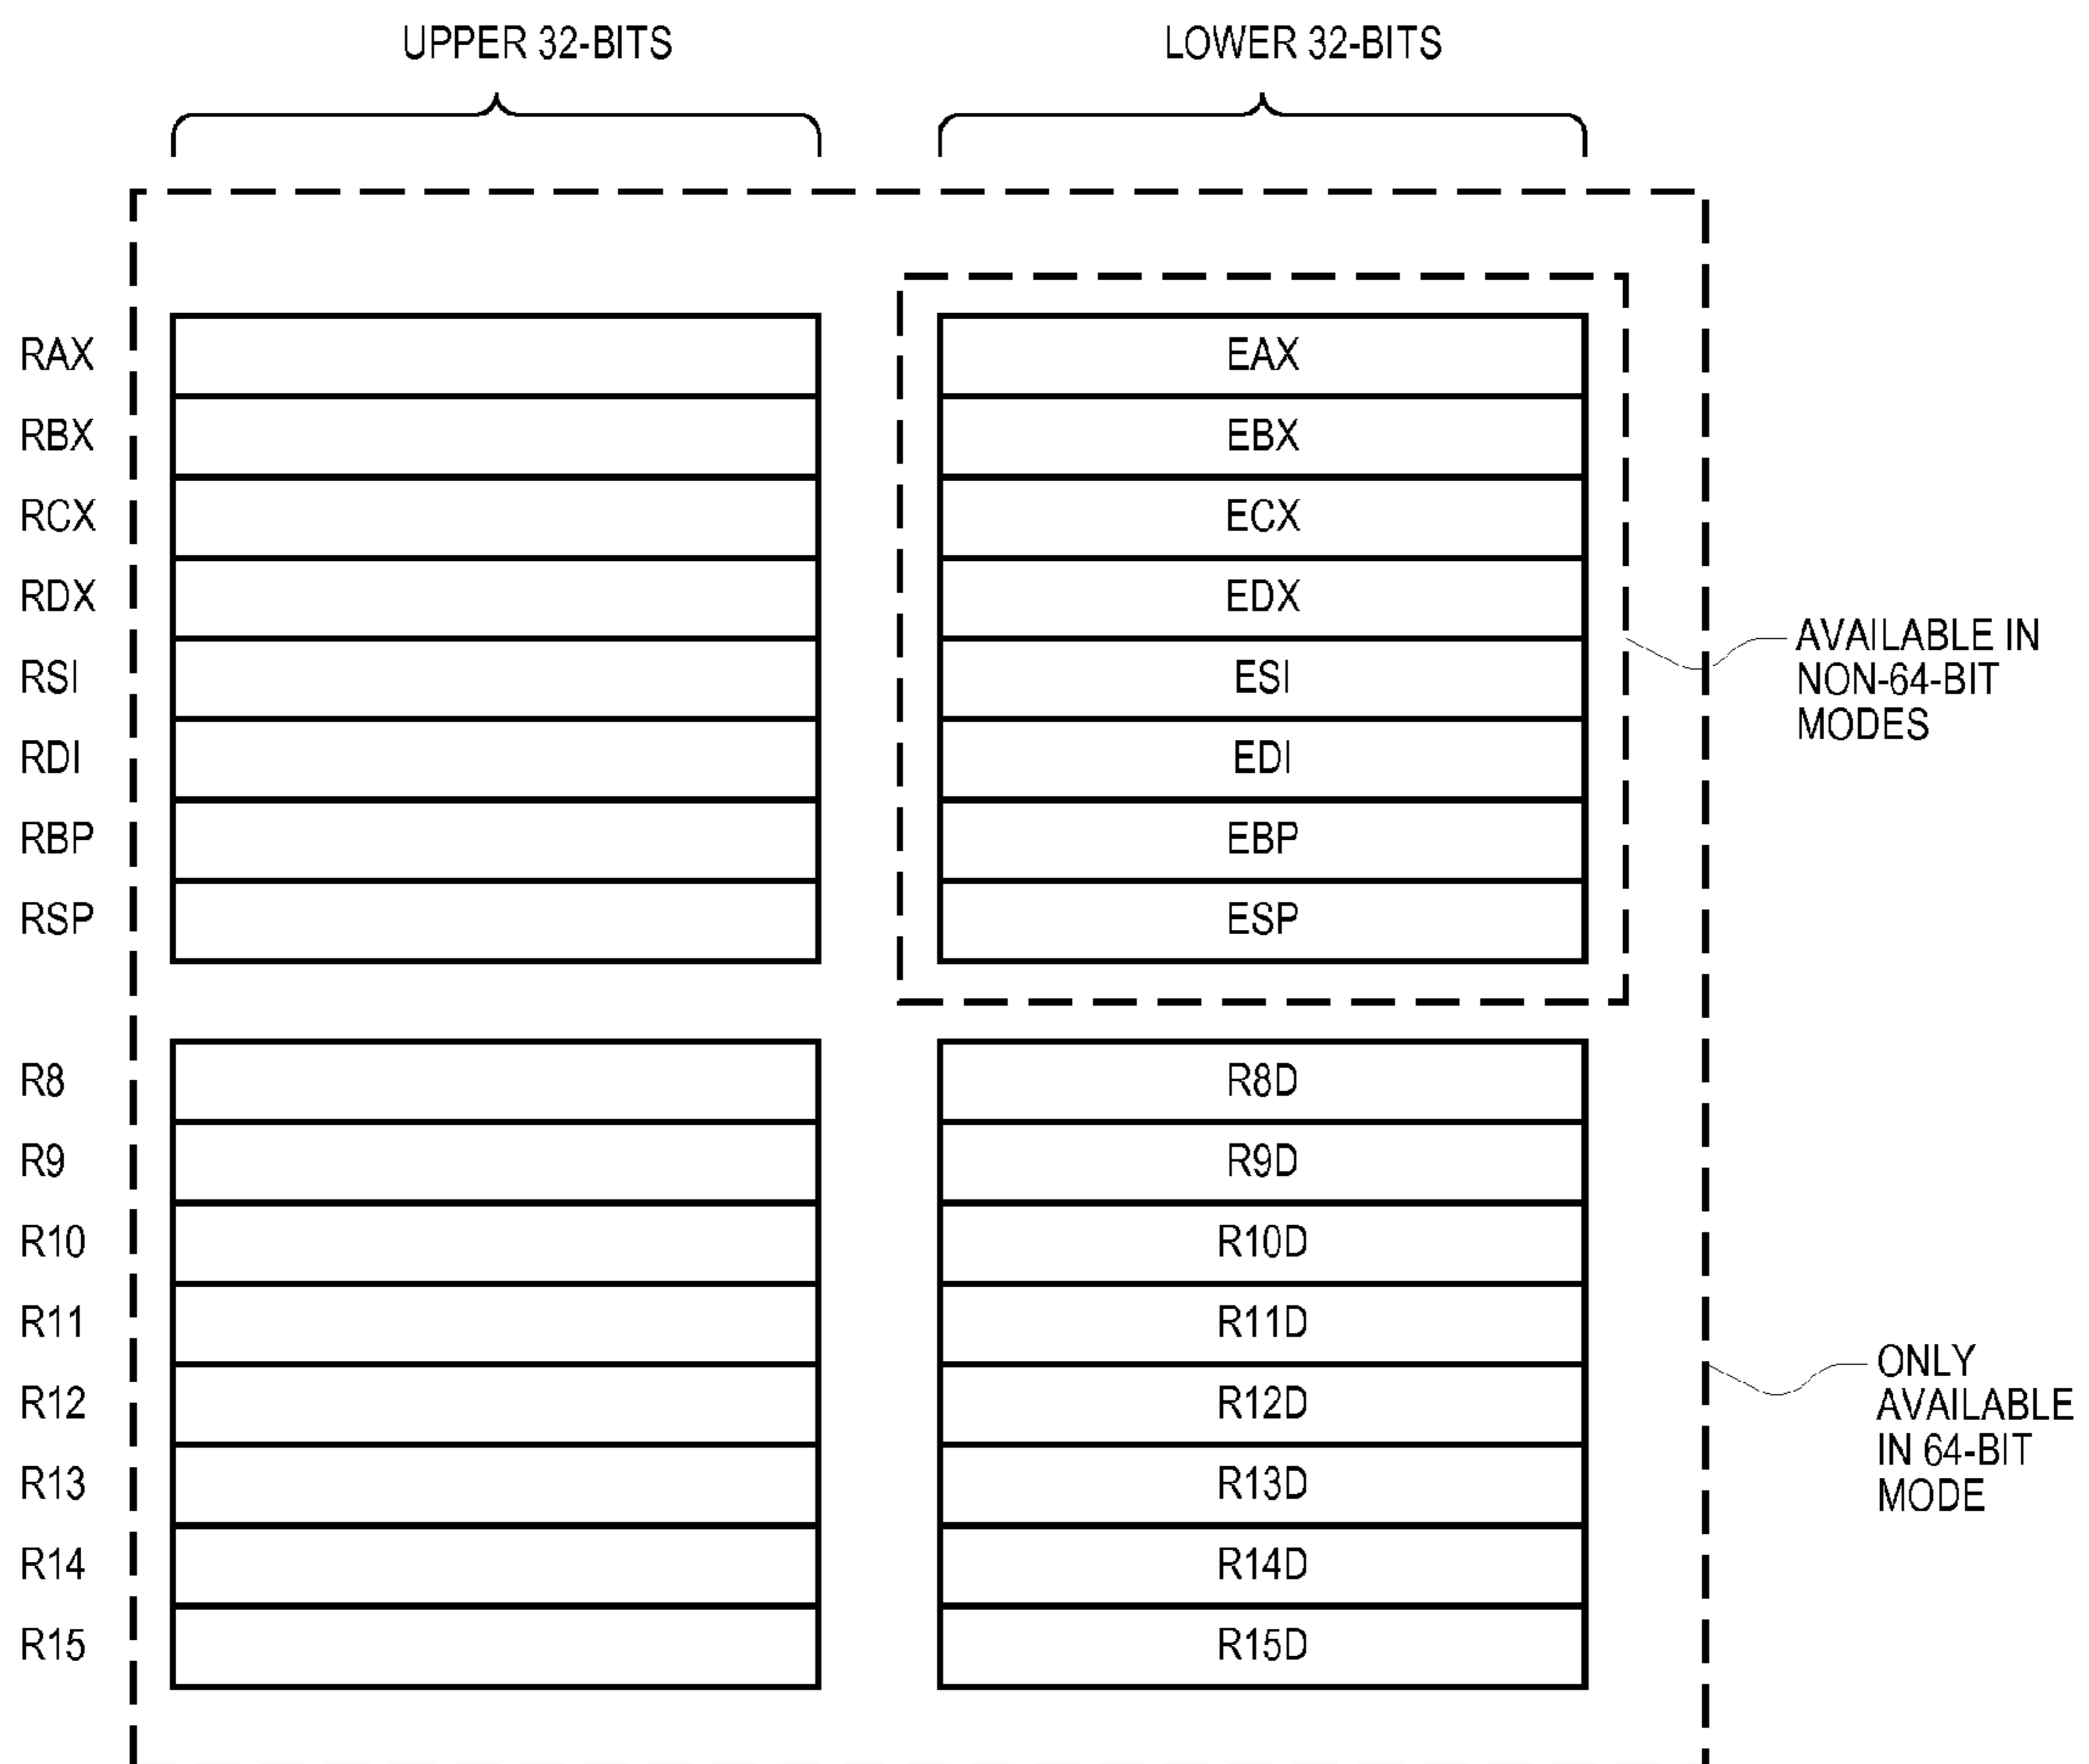 UPPER 32-BITS
LOWER 32-BITS
RAX
EAX
RBX
EBX
RCX
ECX
RDX
EDX
RSI
ESI
RDI
EDI
RBP
EBP
RSP
ESP
AVAILABLE IN
NON-64-BIT
MODES
R8
R8D
R9
R9D
R10
R10D
R11
R11D
R12
R12D
R13
R13D
R14
R14D
R15
R15D
ONLY
AVAILABLE
IN 64-BIT
MODE